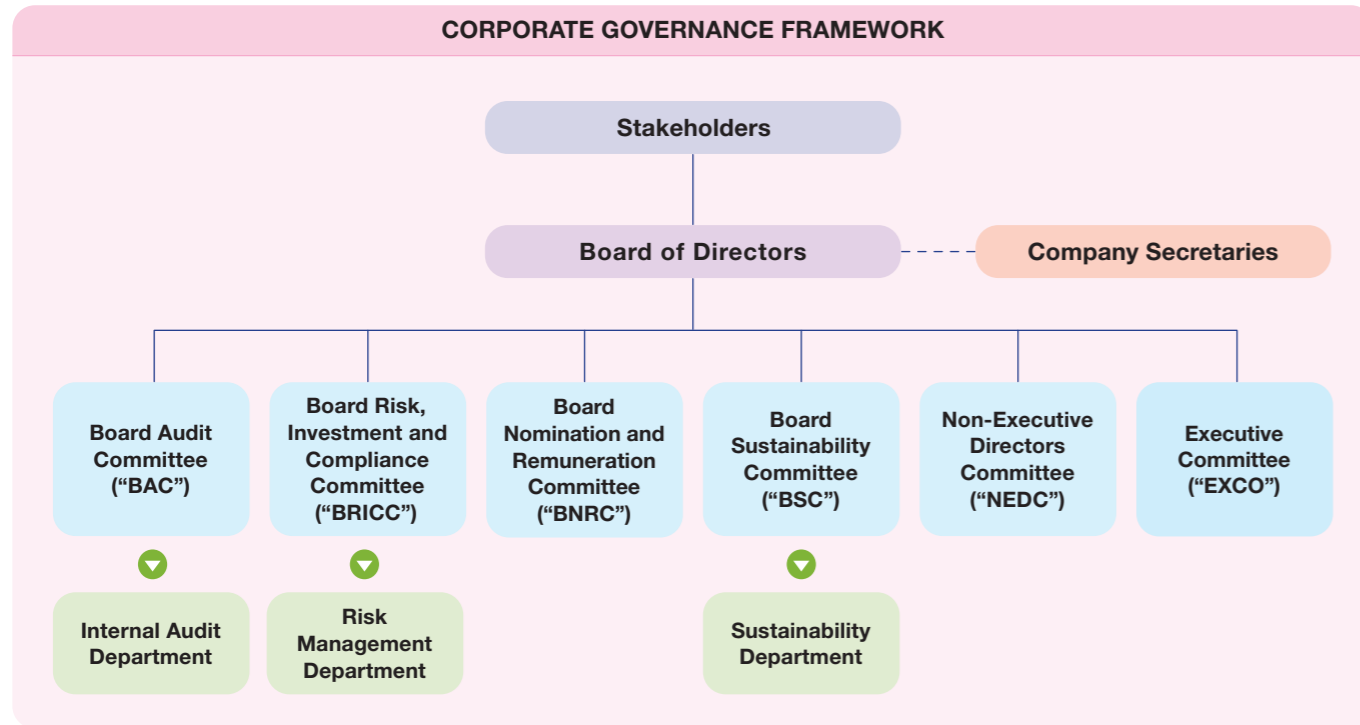 CORPORATE GOVERNANCE FRAMEWORK
Stakeholders
Board of Directors
Company Secretaries
Board Audit
Committee
(“BAC”)
Board Risk,
Investment and
Compliance
Committee
(“BRICC”)
Board
Nomination and
Remuneration
Committee
(“BNRC”)
Board
Sustainability
Committee
(“BSC”)
Non-Executive
Directors
Committee
(“NEDC”)
Executive
Committee
(“EXCO”)
Internal Audit
Department
Risk
Management
Department
Sustainability
Department